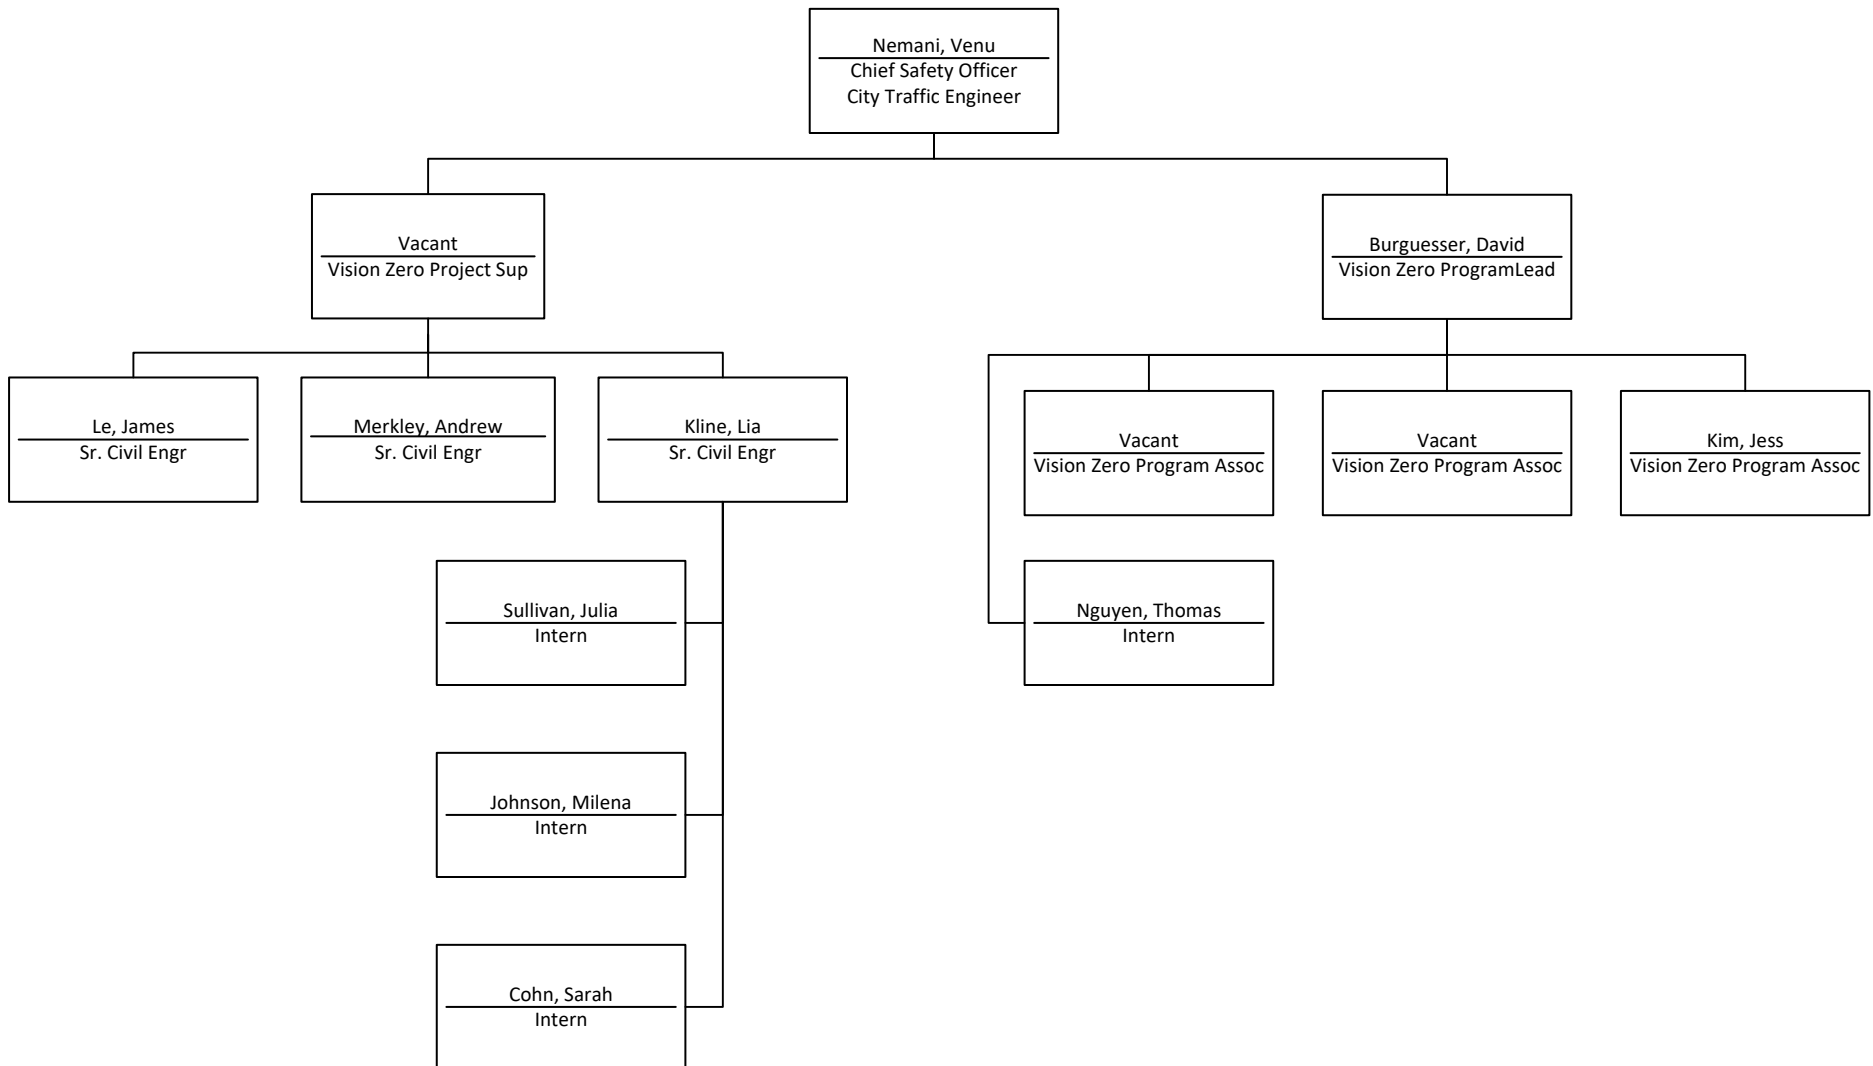 Nemani, Venu
Chief Safety Officer
City Traffic Engineer
Vacant
Vision Zero Project Sup
Burguesser, David
Vision Zero ProgramLead
Le, James
Sr. Civil Engr
Merkley, Andrew
Sr. Civil Engr
Kline, Lia
Sr. Civil Engr
Vacant
Vision Zero Program Assoc
Vacant
Vision Zero Program Assoc
Kim, Jess
Vision Zero Program Assoc
Sullivan, Julia
Intern
Nguyen, Thomas
Intern
Johnson, Milena
Intern
Cohn, Sarah
Intern